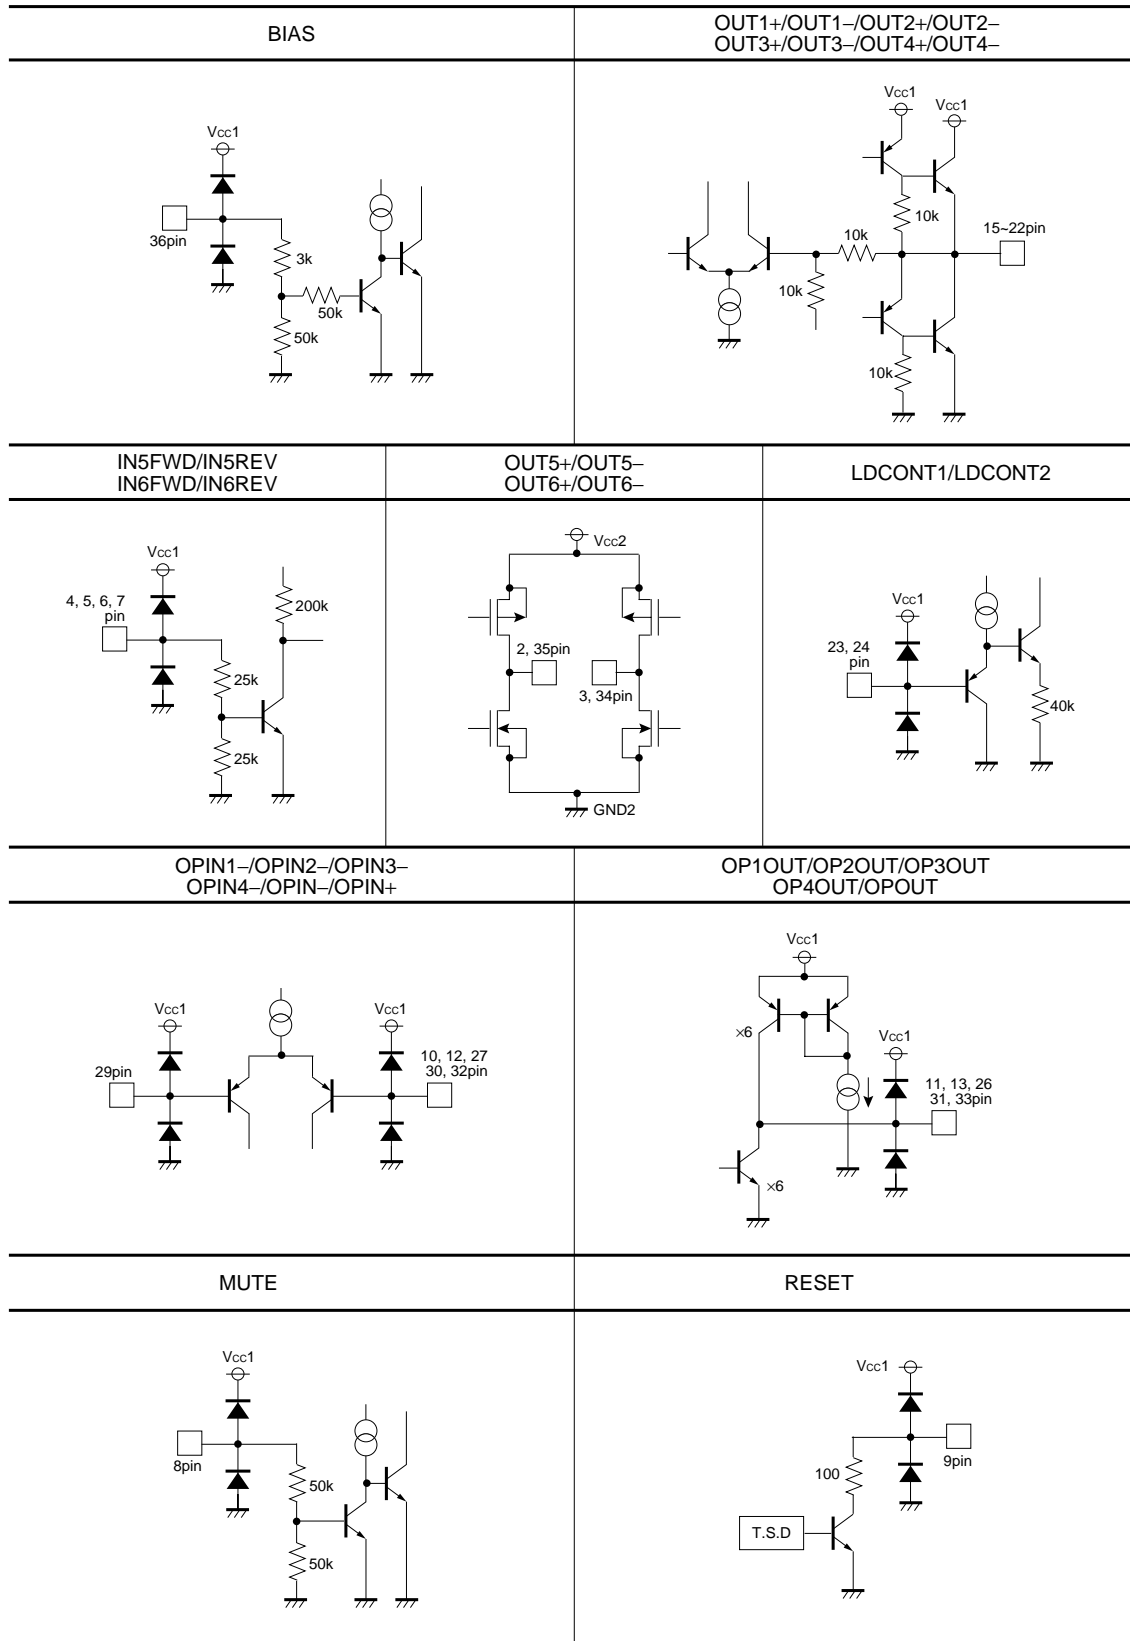 BIAS
OUT1+/OUT1–/OUT2+/OUT2–
OUT3+/OUT3–/OUT4+/OUT4–
Vcc1
36pin
3k
50k
50k
Vcc1
Vcc1
10k
10k
15~22pin
10k
10k
IN5FWD/IN5REV
IN6FWD/IN6REV
OUT5+/OUT5–
OUT6+/OUT6–
LDCONT1/LDCONT2
Vcc1
4, 5, 6, 7
pin
200k
25k
25k
Vcc2
2, 35pin
3, 34pin
GND2
Vcc1
23, 24
pin
40k
OPIN1–/OPIN2–/OPIN3–
OPIN4–/OPIN–/OPIN+
OP1OUT/OP2OUT/OP3OUT
OP4OUT/OPOUT
Vcc1
29pin
Vcc1
10, 12, 27
30, 32pin
Vcc1
×6
Vcc1
11, 13, 26
31, 33pin
×6
MUTE
RESET
Vcc1
8pin
50k
50k
Vcc1
9pin
100
T.S.D